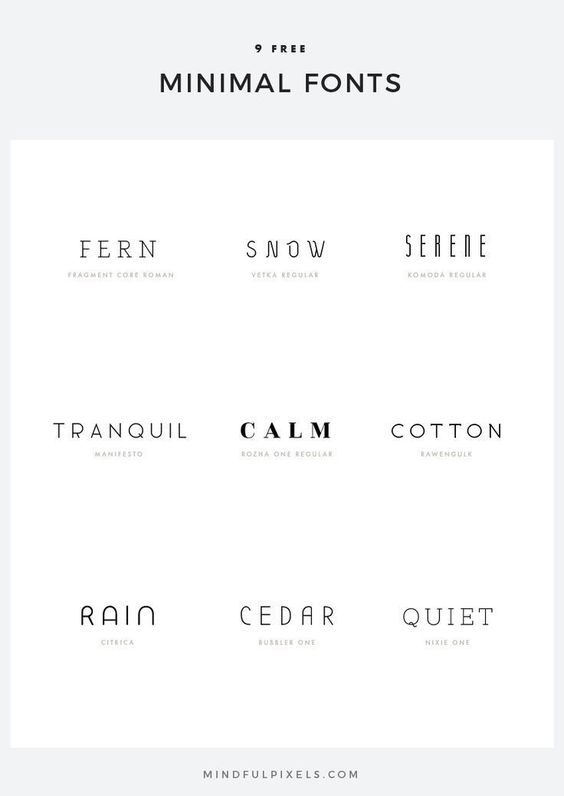 9 FREE
MINIMAL FONTS
FERN
FRAGMENT CORE ROMAN
SNOW
VETKA REGULAR
SERENE
KOMODA REGULAR
TRANQUIL
MANIFESTO
CALM
ROZHA ONE REGULAR
COTTON
RAWENGULK
RAIN
CITRICA
CEDAR
BUBBLER ONE
QUIET
NIXIE ONE
MINDFULPIXELS.COM